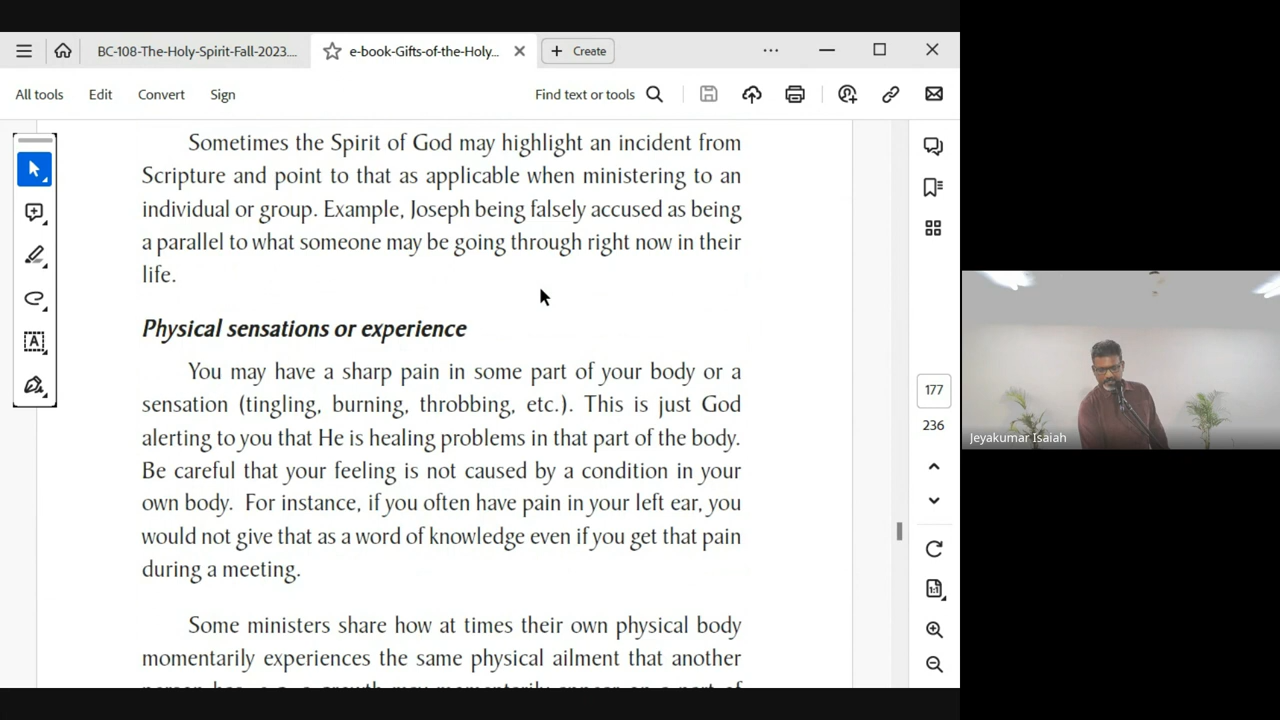 BC-108-The-Holy-Spirit-Fall-2023....
e-book-Gifts-of-the-Holy...
Create
All tools
Edit
Convert
Sign
Find text or tools
Sometimes the Spirit of God may highlight an incident from
Scripture and point to that as applicable when ministering to an
individual or group. Example, Joseph being falsely accused as being
a parallel to what someone may be going through right now in their
life.
Physical sensations or experience
You may have a sharp pain in some part of your body or a
sensation (tingling, burning, throbbing, etc.). This is just God
alerting to you that He is healing problems in that part of the body.
Be careful that your feeling is not caused by a condition in your
own body. For instance, if you often have pain in your left ear, you
would not give that as a word of knowledge even if you get that pain
during a meeting.
Some ministers share how at times their own physical body
momentarily experiences the same physical ailment that another
177
236
Jeyakumar Isaiah